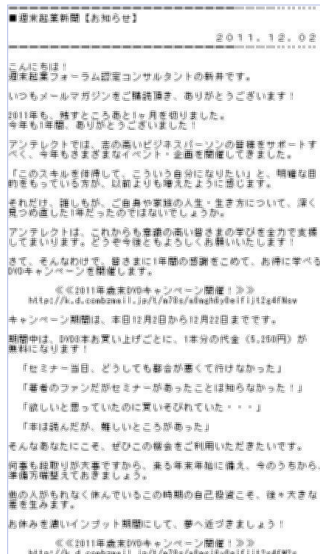 ■週末起業新聞【お知らせ】
２０１１．１２．０２
こんにちは！
週末起業フォーラム認定コンサルタントの新井です。
いつもメールマガジンをご購読頂き、ありがとうございます！
2011年も、残すところあと1ヶ月を切りました。
今年も1年間、ありがとうございました！
アンテレクトでは、志の高いビジネスパーソンの皆様をサポートす
べく、今年もさまざまなイベント・企画を開催してきました。
「このスキルを習得して、こういう自分になりたい」と、明確な目
的をもっている方が、以前よりも増えたように感じます。
それだけ、誰しもが、ご自身や家族の人生・生き方について、深く
見つめ直した1年だったのではないでしょうか。
アンテレクトは、これからも意識の高い皆さまの学びを全力で支援
してまいります。どうぞ今後ともよろしくお願いいたします！
さて、そんなわけで、皆さまに1年間の感謝をこめて、お得に学べる
DVDキャンペーンを開催します。
≪≪2011年歳末DVDキャンペーン開催！≫≫
キャンペーン期間は、本日12月2日から12月22日までです。
期間中は、DVD3本お買い上げごとに、1本分の代金（5,250円）が
無料になります！
「セミナー当日、どうしても都合が悪くて行けなかった」
「著者のファンだがセミナーがあったことは知らなかった！」
「欲しいと思っていたのに買いそびれていた・・・」
「本は読んだが、難しいところがあった」
そんなあなたにこそ、ぜひこの機会をご利用いただきたいです。
何事も段取りが大事ですから、来る年末年始に備え、今のうちから、
準備万端整えておきましょう。
他の人がもれなく休んでいるこの時期の自己投資こそ、後々大きな
差を生みます。
お休みを濃いインプット期間にして、夢へ近づきましょう！
≪≪2011年歳末DVDキャンペーン開催！≫≫